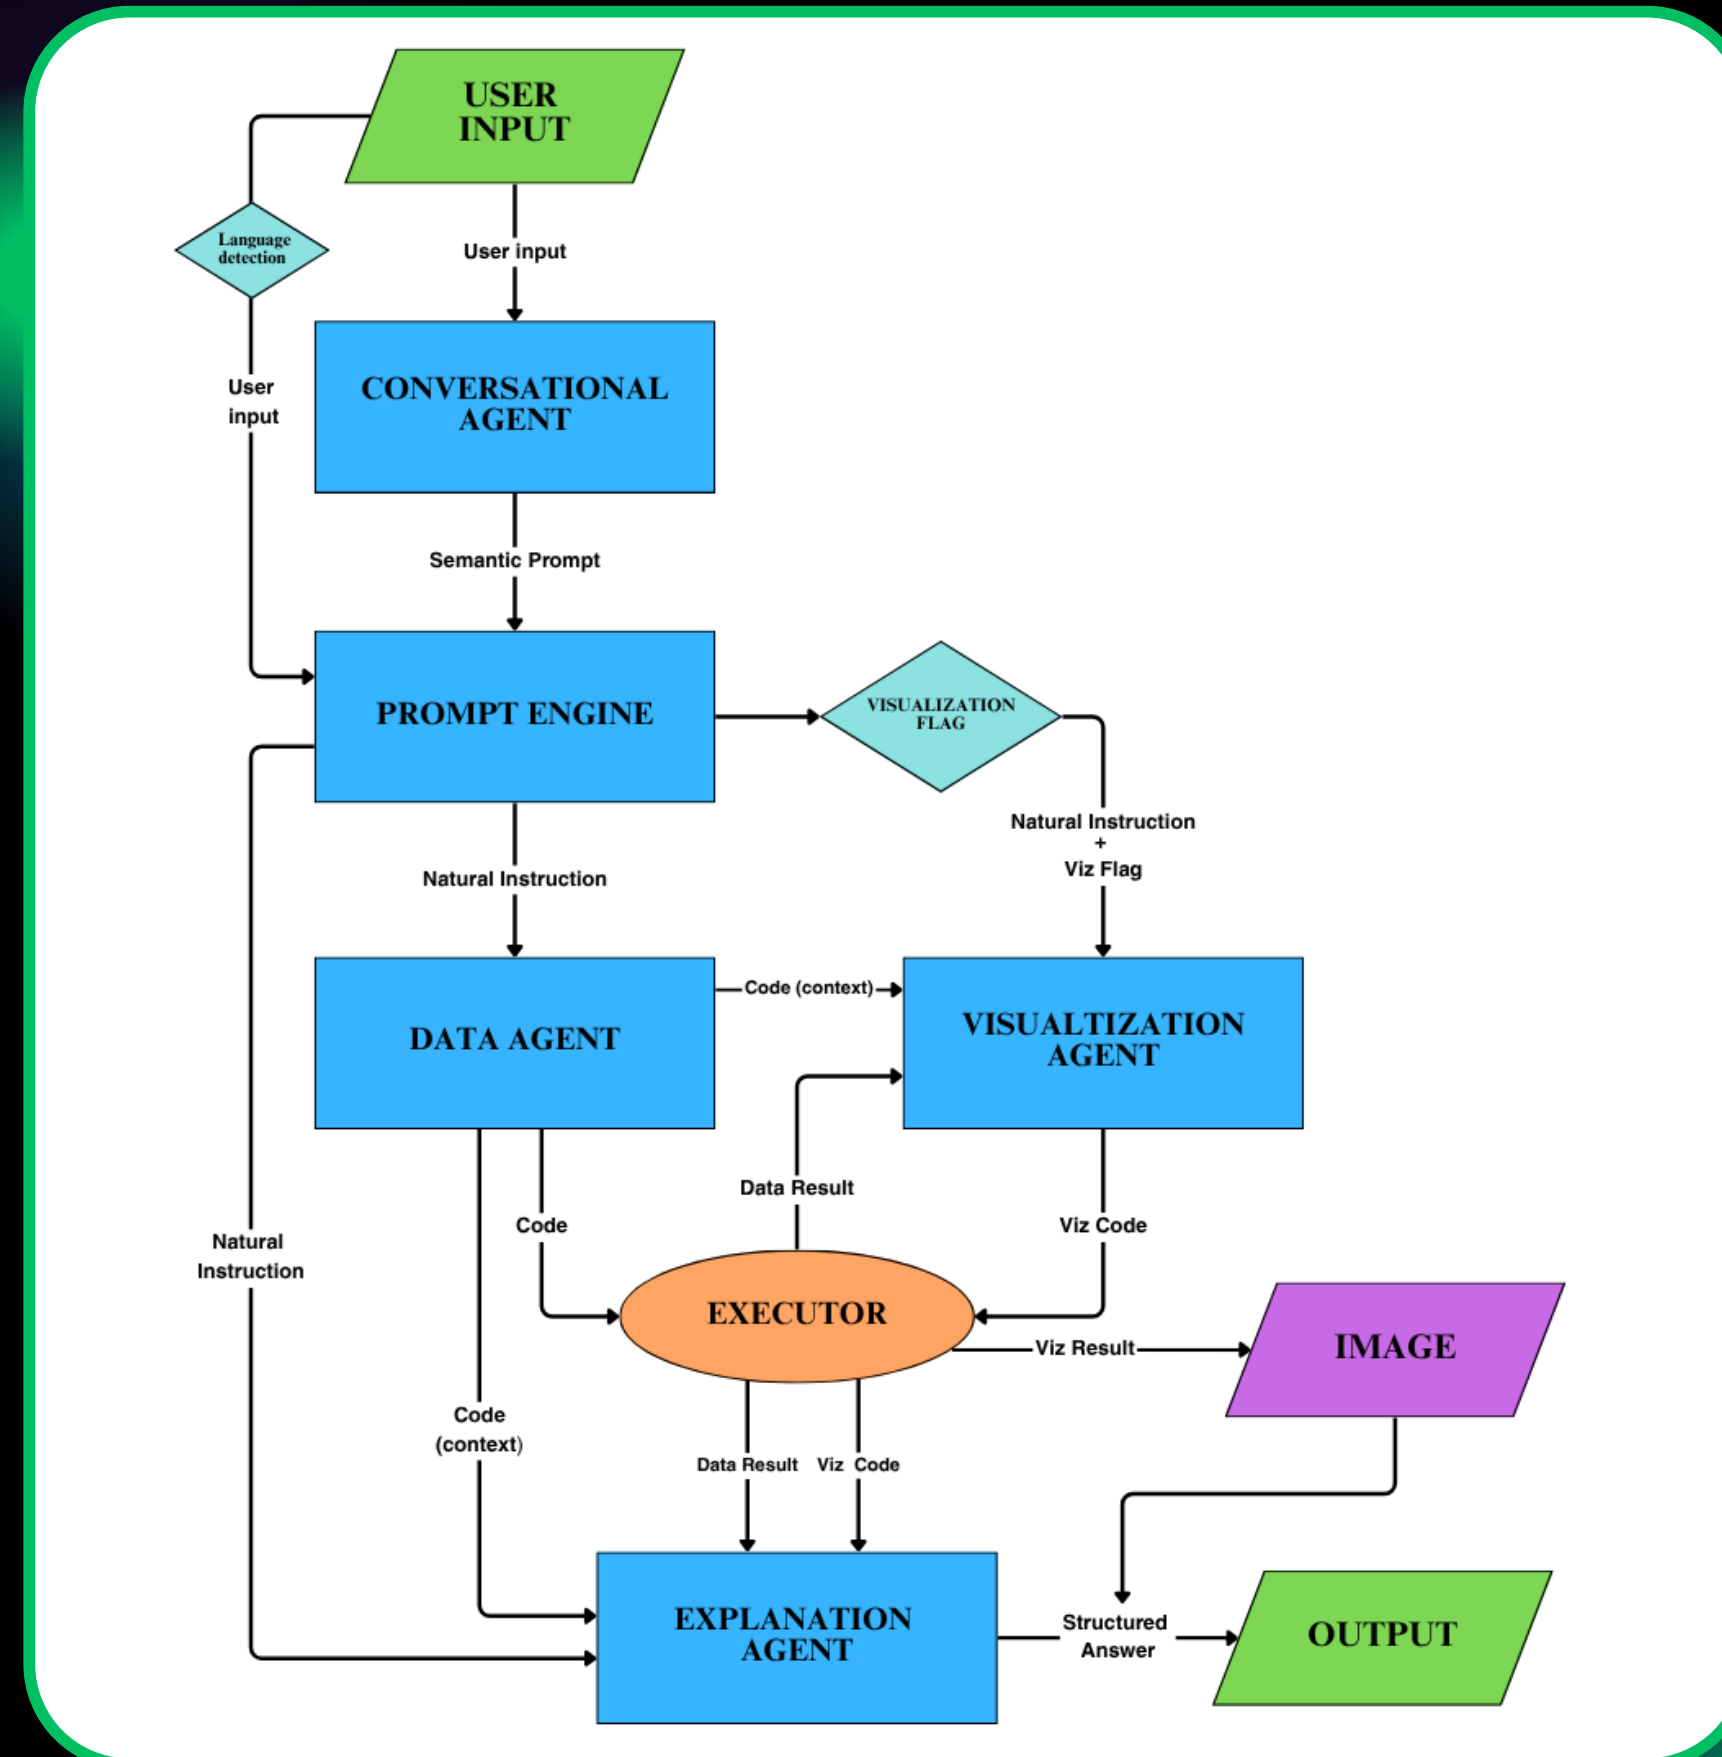 USER
INPUT
Language
detection
User input
User
input
CONVERSATIONAL
AGENT
Semantic Prompt
PROMPT ENGINE
VISUALIZATION
FLAG
Natural Instruction
+
Viz Flag
Natural Instruction
DATA AGENT
Code (context)
VISUALTIZATION
AGENT
Data Result
Code
Viz Code
Natural
Instruction
EXECUTOR
Viz Result
IMAGE
Code
(context)
Data Result
Viz Code
EXPLANATION
AGENT
Structured
Answer
OUTPUT